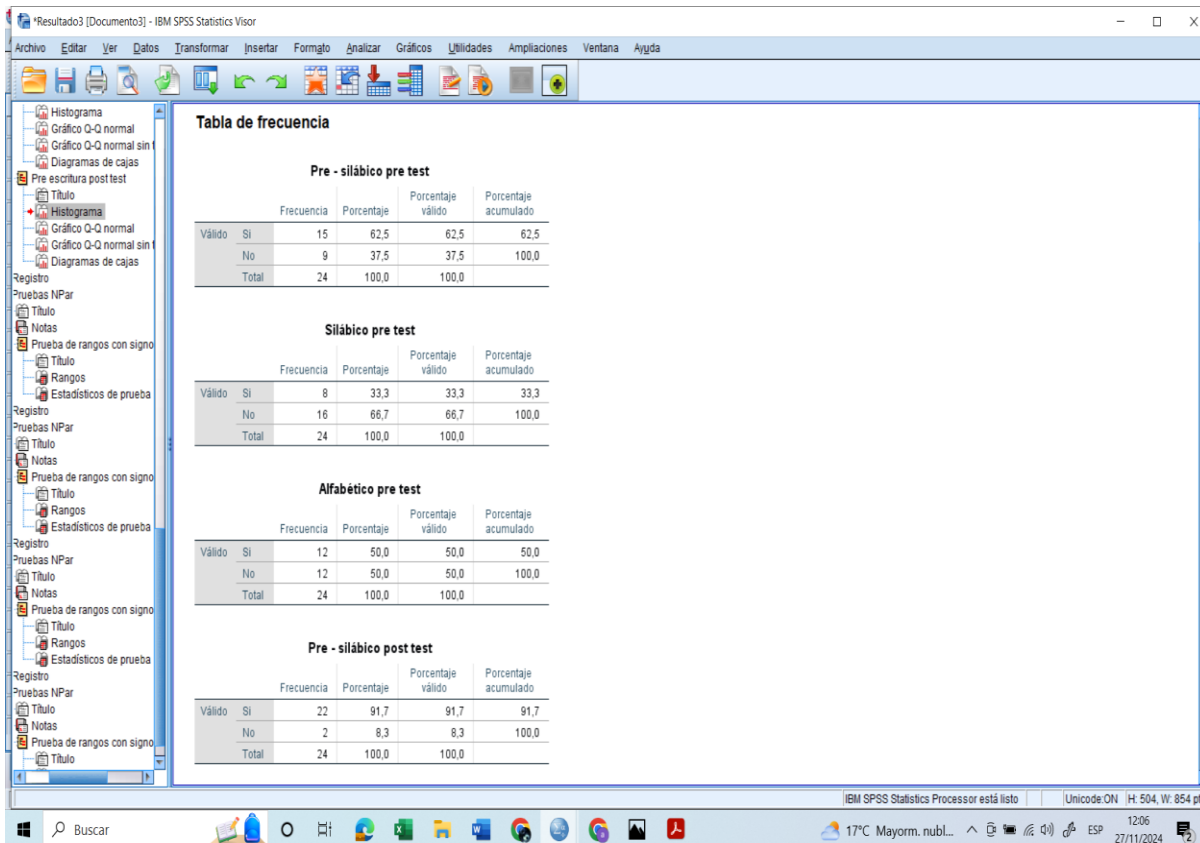 *Resultado3 [Documento3] - IBM SPSS Statistics Visor
Archivo Editar Ver Datos Transformar Insertar Formato Analizar Gráficos Utilidades Ampliaciones Ventana Ayuda
Histograma
Gráfico Q-Q normal
Gráfico Q-Q normal sin t
Diagramas de cajas
Pre escritura post test
Título
Histograma
Gráfico Q-Q normal
Gráfico Q-Q normal sin t
Diagramas de cajas
Registro
Pruebas NPar
Título
Notas
Prueba de rangos con signo
Título
Rangos
Estadísticos de prueba
Registro
Pruebas NPar
Título
Notas
Prueba de rangos con signo
Título
Rangos
Estadísticos de prueba
Registro
Pruebas NPar
Título
Notas
Prueba de rangos con signo
Título
Rangos
Estadísticos de prueba
Registro
Pruebas NPar
Título
Notas
Prueba de rangos con signo
Título
Tabla de frecuencia
Pre - silábico pre test
Frecuencia Porcentaje Porcentaje válido Porcentaje acumulado
Válido Si 15 62,5 62,5 62,5
No 9 37,5 37,5 100,0
Total 24 100,0 100,0
Silábico pre test
Frecuencia Porcentaje Porcentaje válido Porcentaje acumulado
Válido Si 8 33,3 33,3 33,3
No 16 66,7 66,7 100,0
Total 24 100,0 100,0
Alfabético pre test
Frecuencia Porcentaje Porcentaje válido Porcentaje acumulado
Válido Si 12 50,0 50,0 50,0
No 12 50,0 50,0 100,0
Total 24 100,0 100,0
Pre - silábico post test
Frecuencia Porcentaje Porcentaje válido Porcentaje acumulado
Válido Si 22 91,7 91,7 91,7
No 2 8,3 8,3 100,0
Total 24 100,0 100,0
IBM SPSS Statistics Processor está listo Unicode:ON H: 504, W: 854 pt
Buscar
17°C Mayorm. nubl... ESP 12:06
27/11/2024
2